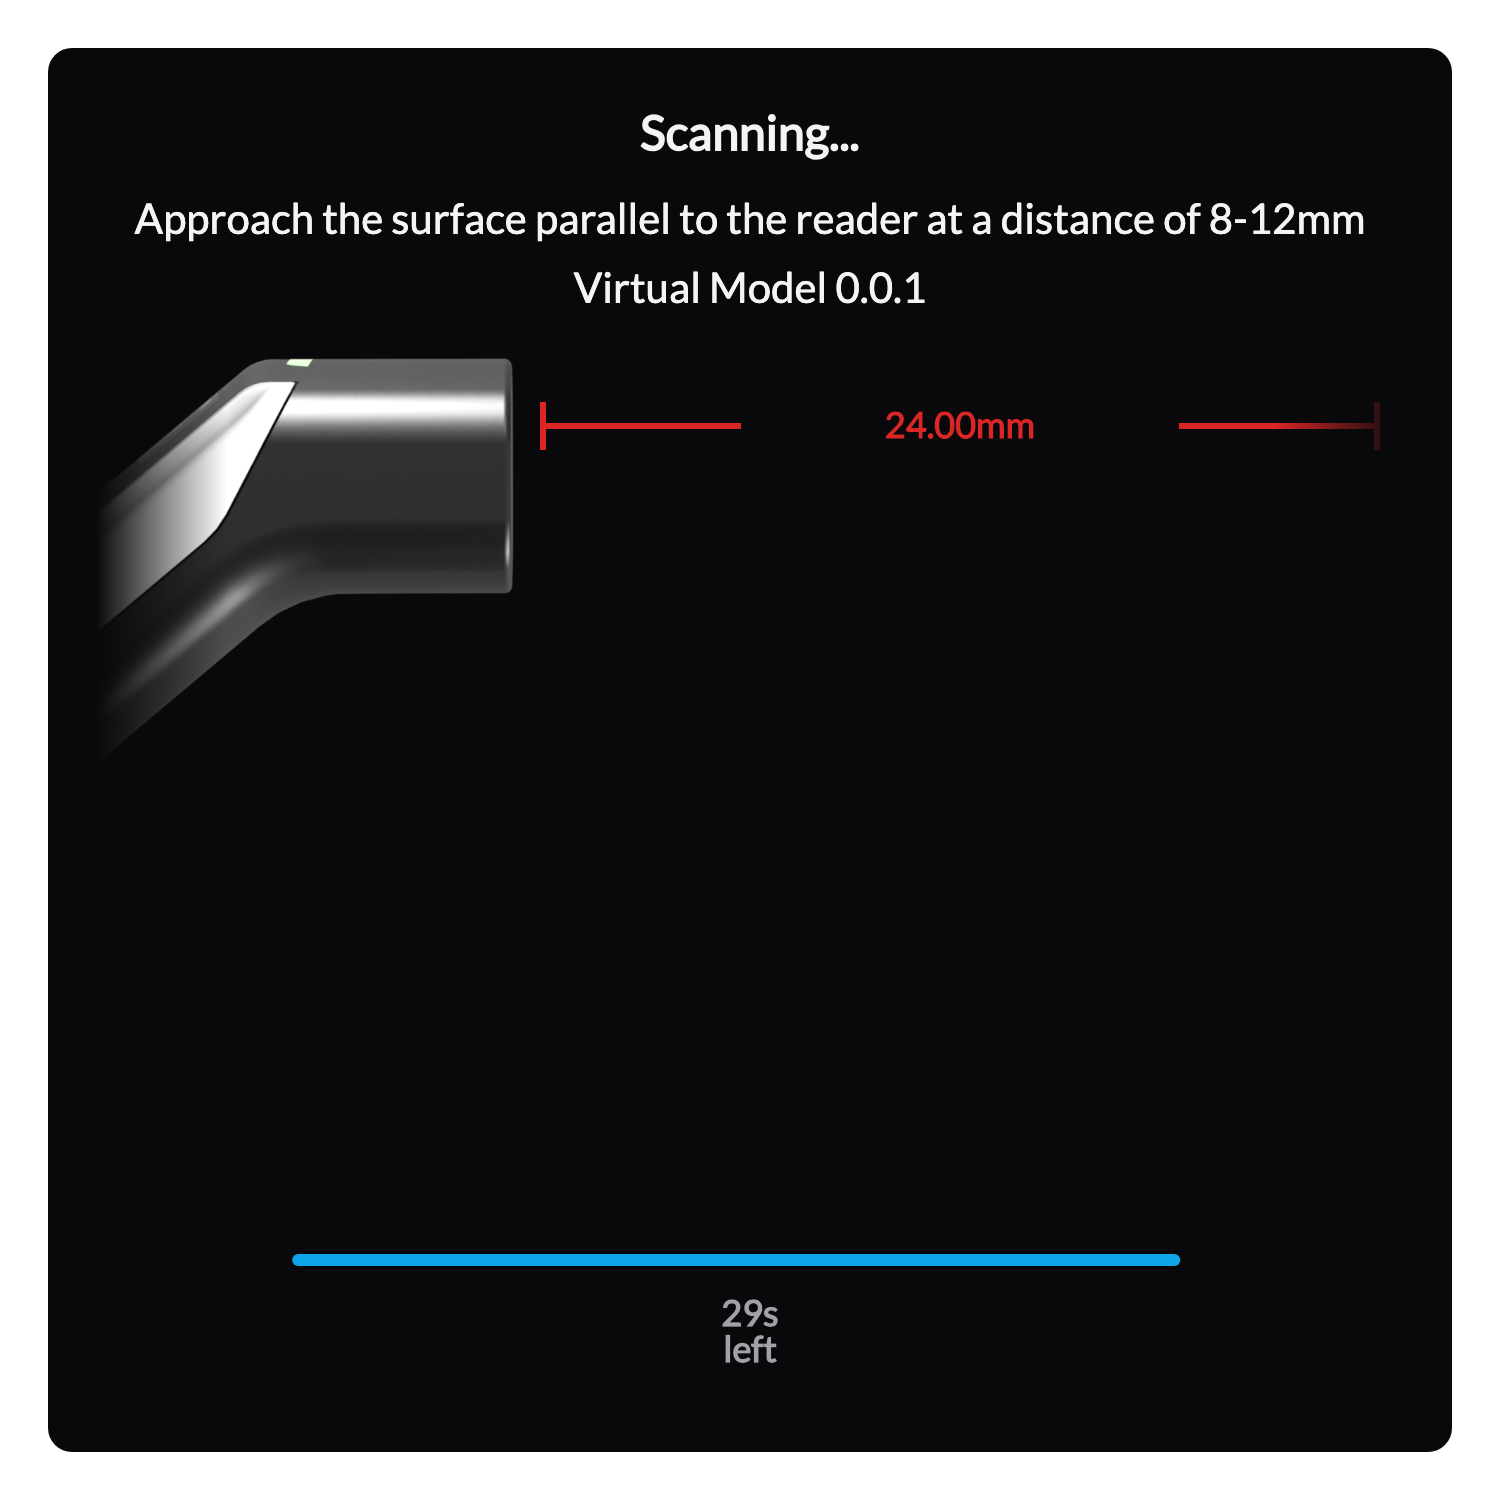 Scanning...
Approach the surface parallel to the reader at a distance of 8-12mm
Virtual Model 0.0.1
24.00mm
29s
left